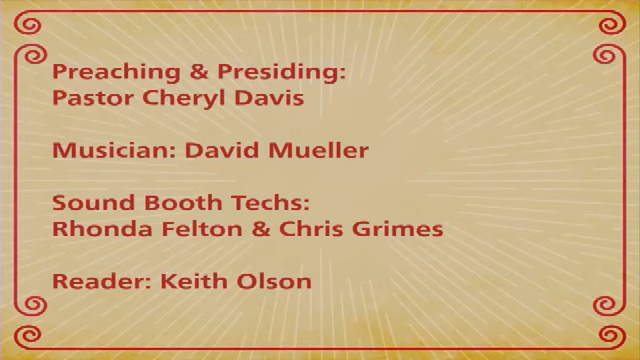 Preaching & Presiding:
Pastor Cheryl Davis
Musician: David Mueller
Sound Booth Techs:
Rhonda Felton & Chris Grimes
Reader: Keith Olson